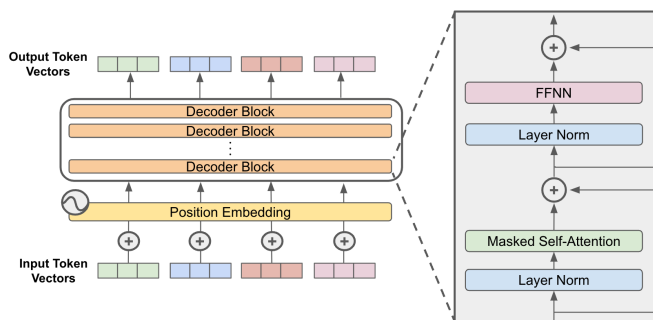 Output Token
Vectors
Decoder Block
Decoder Block
Decoder Block
Position Embedding
Input Token
Vectors
FFNN
Layer Norm
Masked Self-Attention
Layer Norm